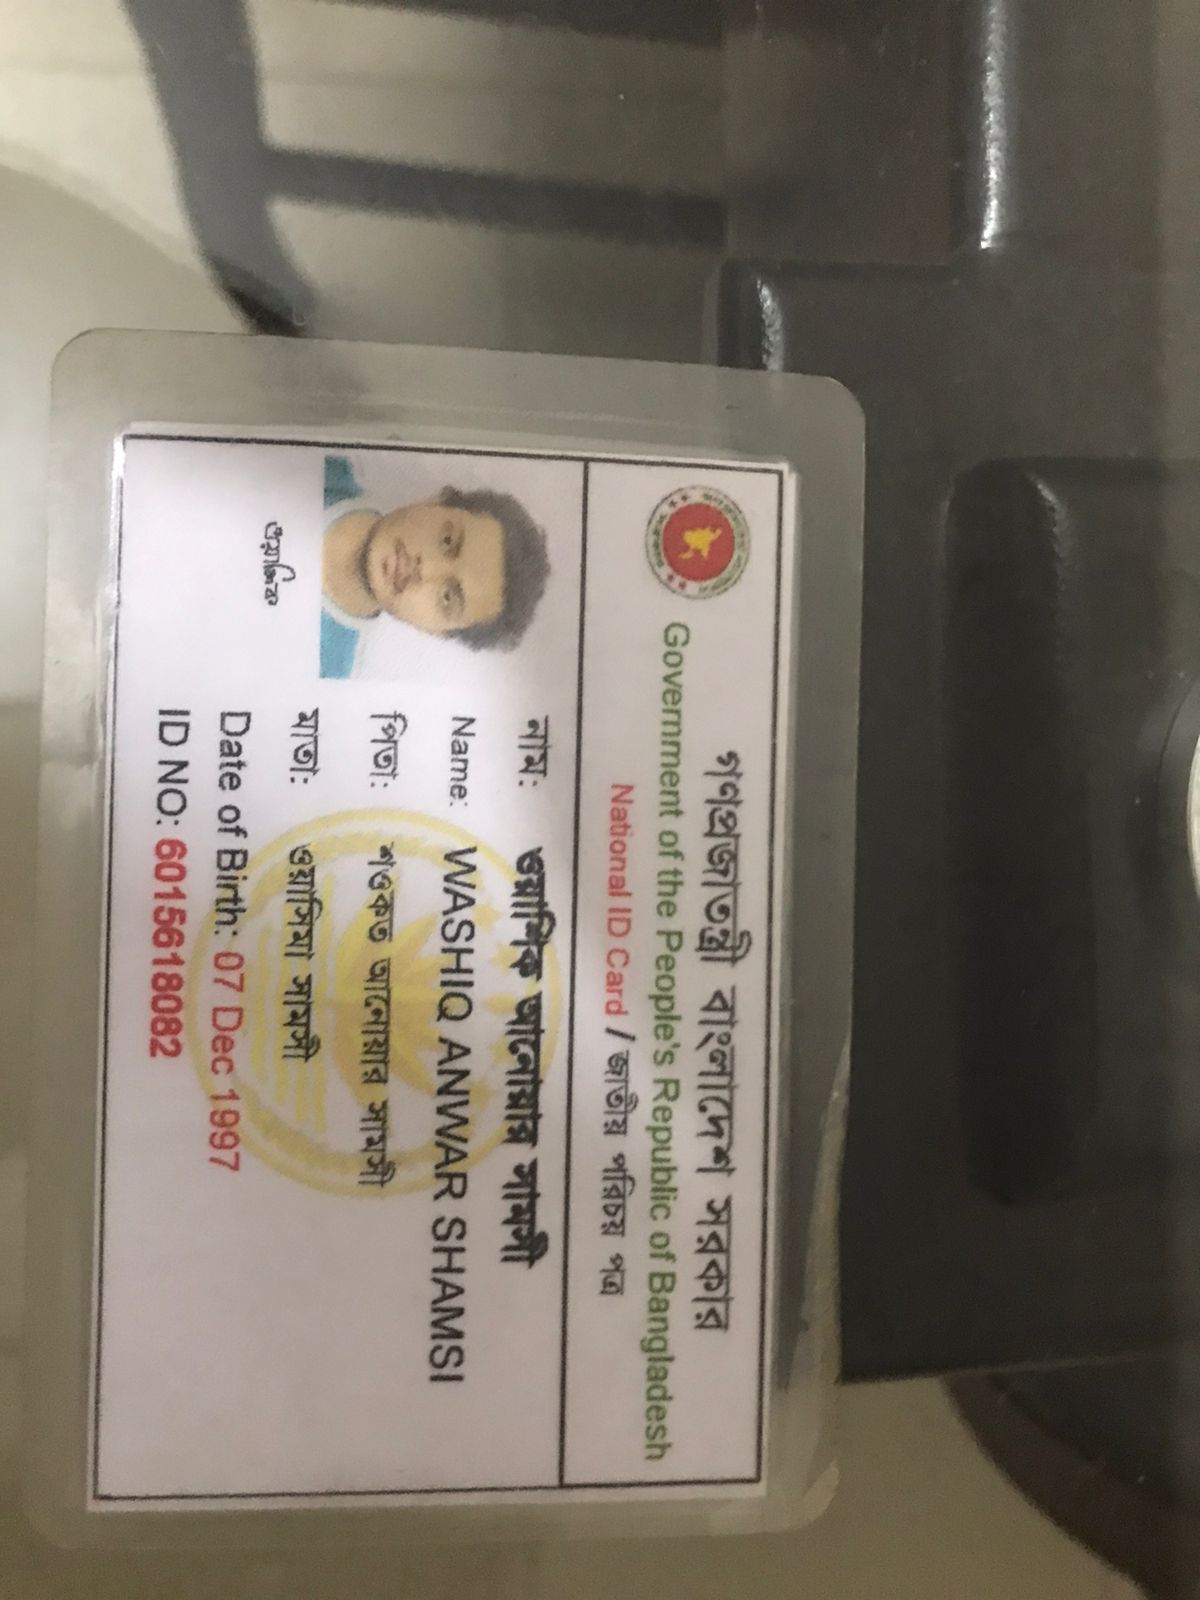 গণপ্রজাতন্ত্রী বাংলাদেশ সরকার
Government of the People's Republic of Bangladesh
National ID Card / জাতীয় পরিচয় পত্র
নাম: ওয়াশিক আনোয়ার সামসী
Name: WASHIQ ANWAR SHAMSI
পিতা: শওকত আনোয়ার সামসী
মাতা: ওয়াসিমা সামসী
Date of Birth: 07 Dec 1997
ID NO: 6015618082
ওয়াশিক